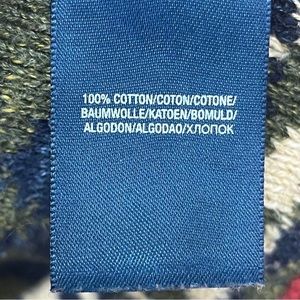 100% COTTON/COTON/COTONE/
BAUMWOLLE/KATOEN/BOMULD/
ALGODON/ALGODAO/ХЛОПОК